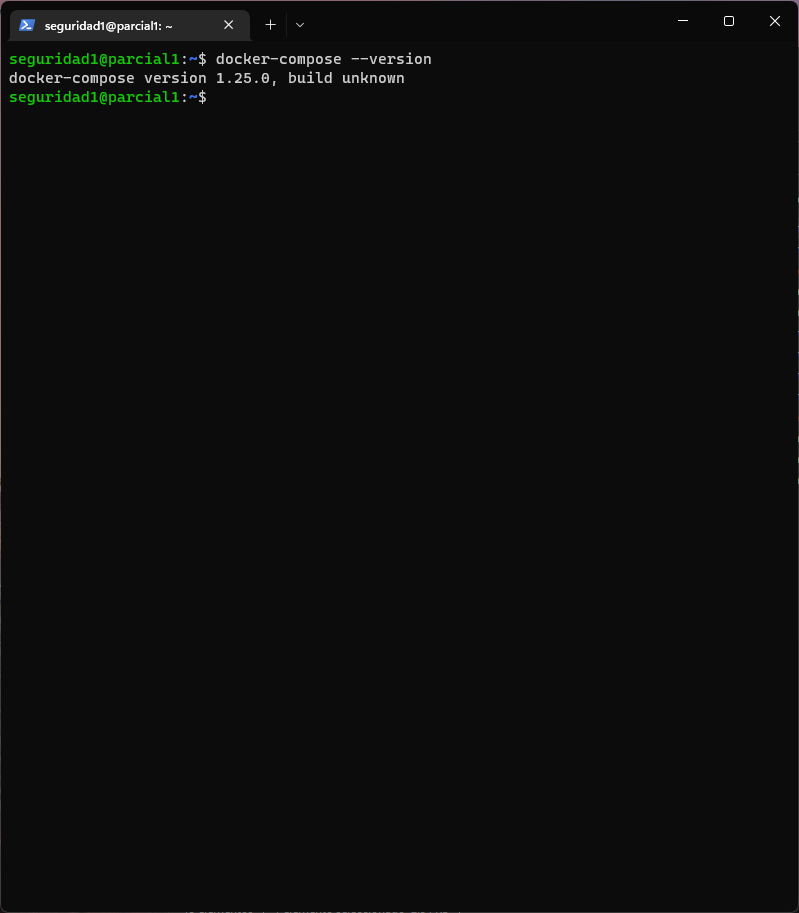 seguridad1@parcial1: ~
seguridad1@parcial1:~$ docker-compose --version
docker-compose version 1.25.0, build unknown
seguridad1@parcial1:~$